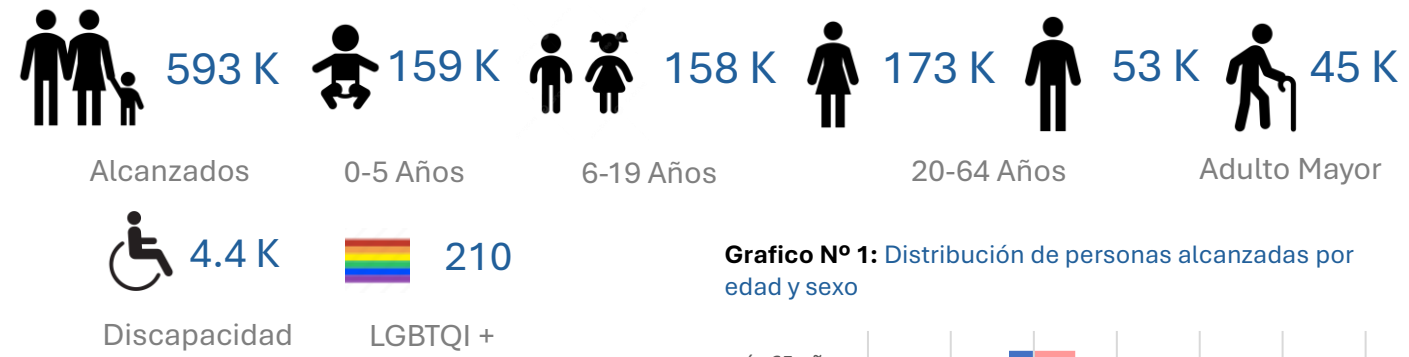 593 K
159 K
158 K
173 K
53 K
45 K
Alcanzados
0-5 Años
6-19 Años
20-64 Años
Adulto Mayor
4.4 K
210
Discapacidad
LGBTQI +
Grafico Nº 1: Distribución de personas alcanzadas por
edad y sexo